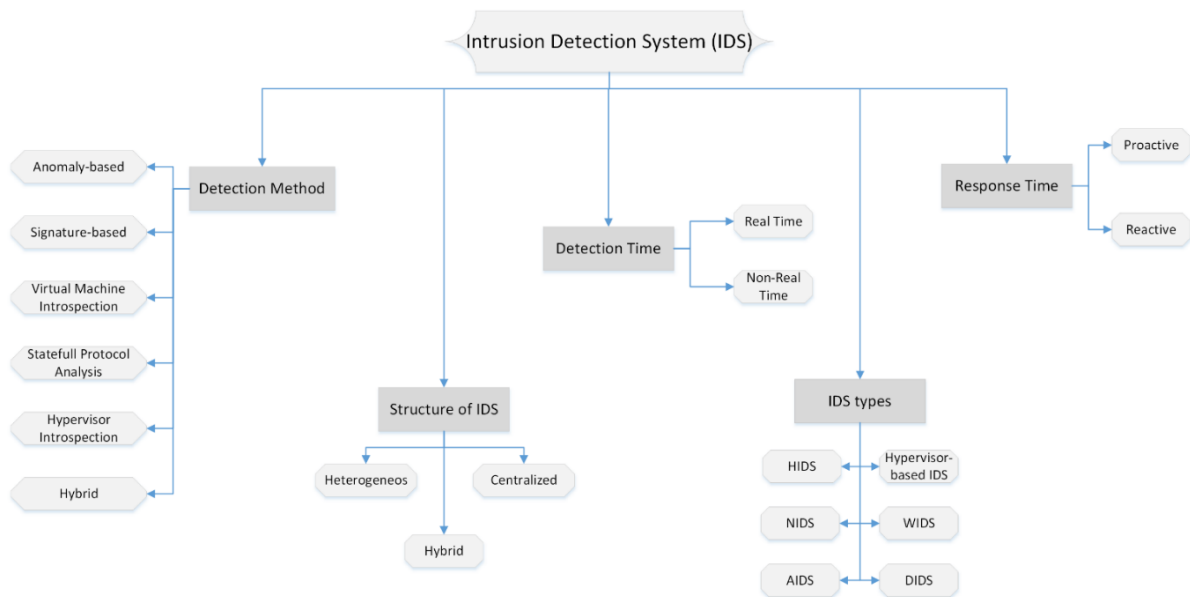 Intrusion Detection System (IDS)
Detection Method
Anomaly-based
Signature-based
Virtual Machine
Introspection
Statefull Protocol
Analysis
Hypervisor
Introspection
Hybrid
Structure of IDS
Heterogeneos
Centralized
Hybrid
Detection Time
Real Time
Non-Real
Time
IDS types
HIDS
Hypervisor-
based IDS
NIDS
WIDS
AIDS
DIDS
Response Time
Proactive
Reactive